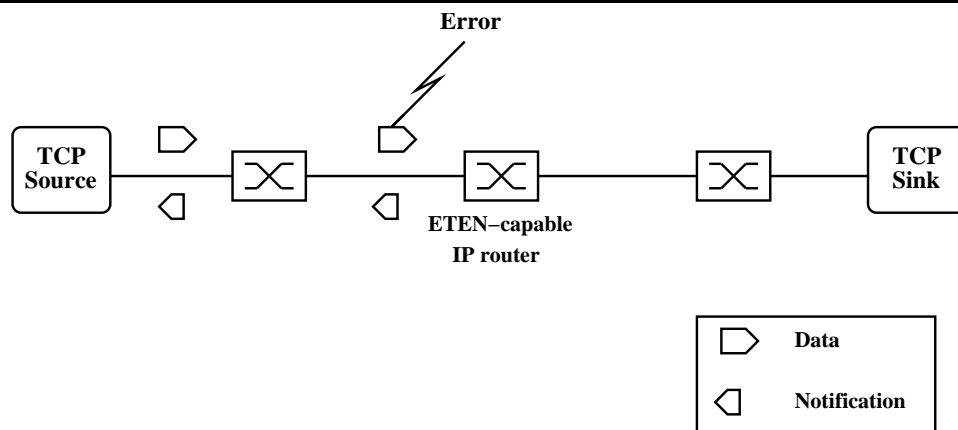 Error
TCP
Source
TCP
Sink
ETEN−capable
IP router
Data
Notification